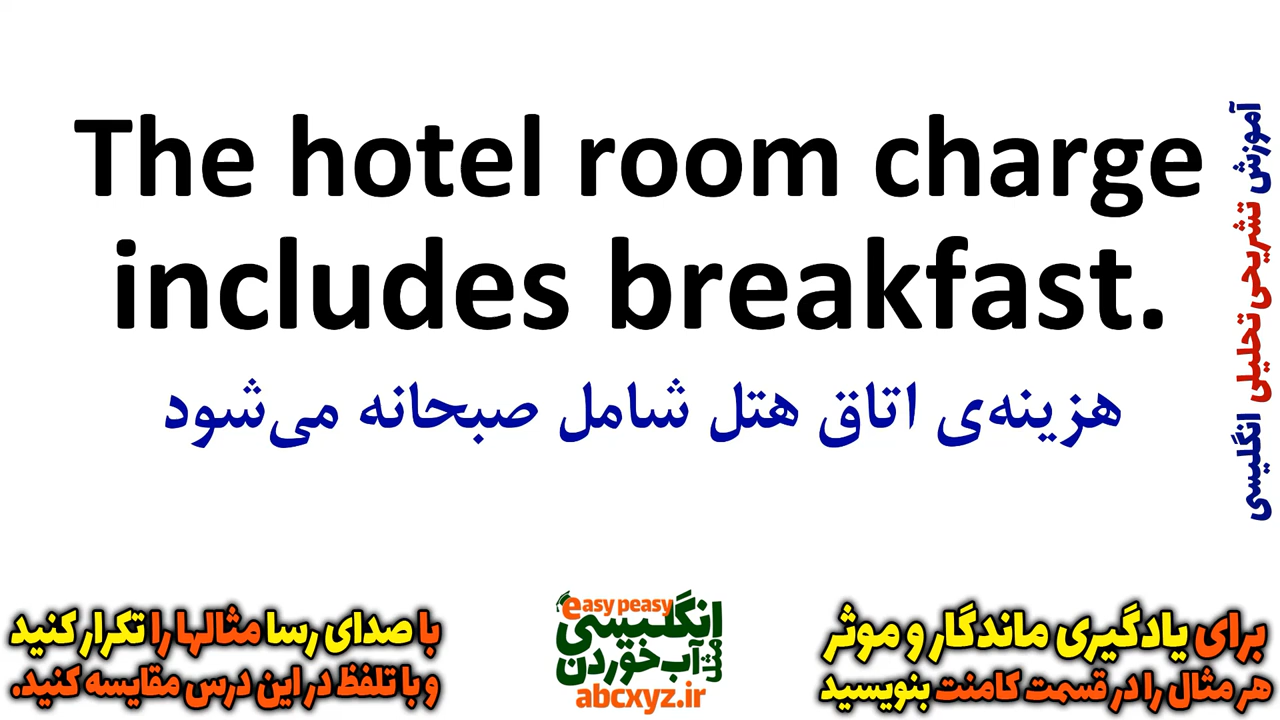 The hotel room charge
includes breakfast.
هزینه‌ی اتاق هتل شامل صبحانه می‌شود
آموزش تشریحی تحلیلی انگلیسی
برای یادگیری ماندگار و موثر
هر مثال را در قسمت کامنت بنویسید
easy peasy
انگلیسی
مثل آب خوردن
abcxyz.ir
با صدای رسا مثالها را تکرار کنید
و با تلفظ در این درس مقایسه کنید.